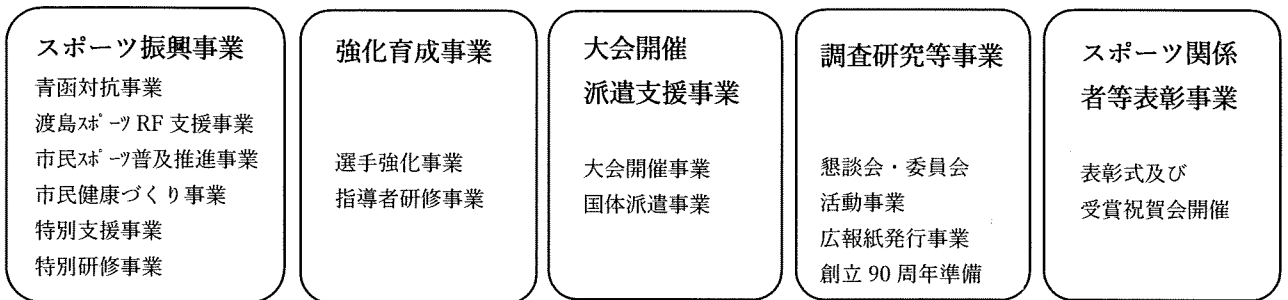 スポーツ振興事業
青函対抗事業
渡島ｽﾎﾟｰﾂ RF 支援事業
市民ｽﾎﾟｰﾂ普及推進事業
市民健康づくり事業
特別支援事業
特別研修事業
強化育成事業
選手強化事業
指導者研修事業
大会開催
派遣支援事業
大会開催事業
国体派遣事業
調査研究等事業
懇談会・委員会
活動事業
広報紙発行事業
創立 90 周年準備
スポーツ関係
者等表彰事業
表彰式及び
受賞祝賀会開催